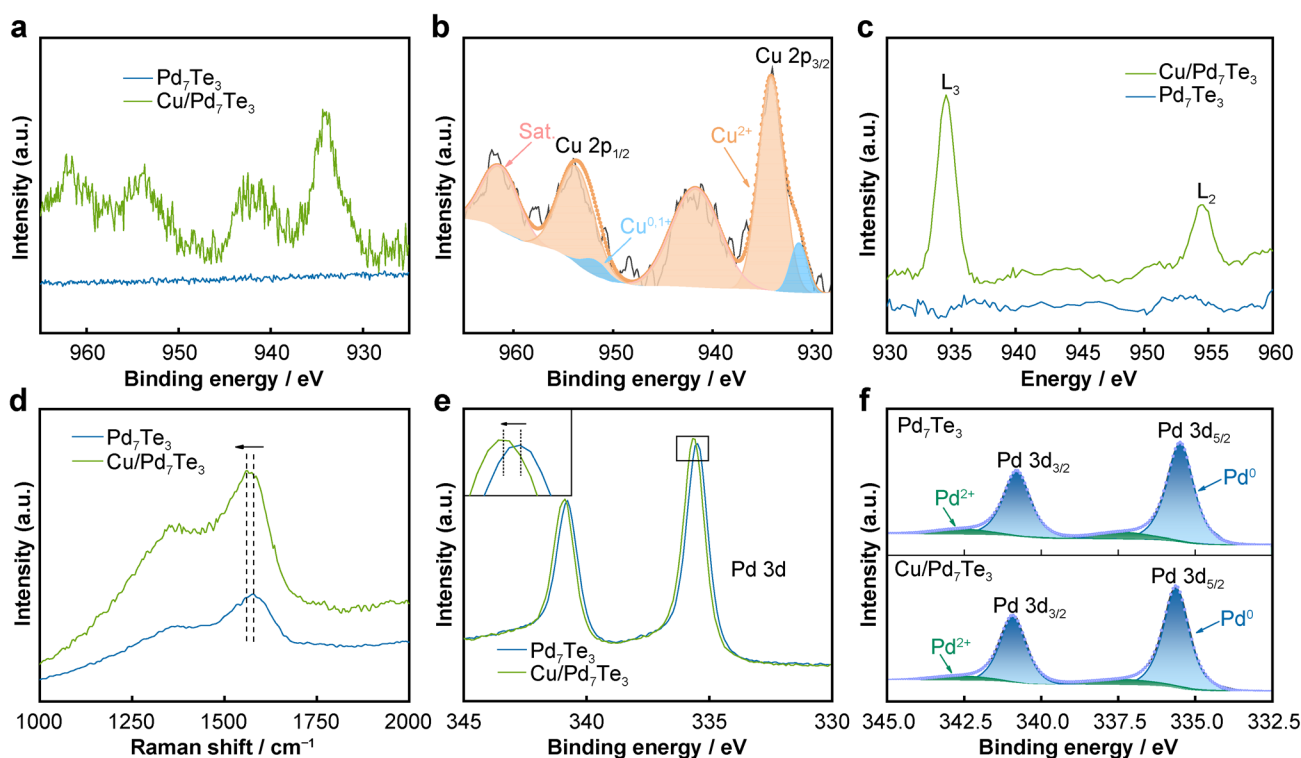 a
Pd₇Te₃
Cu/Pd₇Te₃
Intensity (a.u.)
960 950 940 930
Binding energy / eV
b
Cu 2p₃/₂
Cu²⁺
Sat.
Cu 2p₁/₂
Cu⁰,¹⁺
Intensity (a.u.)
960 950 940 930
Binding energy / eV
c
L₃
Cu/Pd₇Te₃
Pd₇Te₃
L₂
Intensity (a.u.)
930 935 940 945 950 955 960
Energy / eV
d
Pd₇Te₃
Cu/Pd₇Te₃
Intensity (a.u.)
1000 1250 1500 1750 2000
Raman shift / cm⁻¹
e
Pd 3d
Pd₇Te₃
Cu/Pd₇Te₃
Intensity (a.u.)
345 340 335 330
Binding energy / eV
f
Pd₇Te₃
Pd 3d₅/₂
Pd 3d₃/₂
Pd⁰
Pd²⁺
Cu/Pd₇Te₃
Pd 3d₅/₂
Pd 3d₃/₂
Pd⁰
Pd²⁺
Intensity (a.u.)
345.0 342.5 340.0 337.5 335.0 332.5
Binding energy / eV